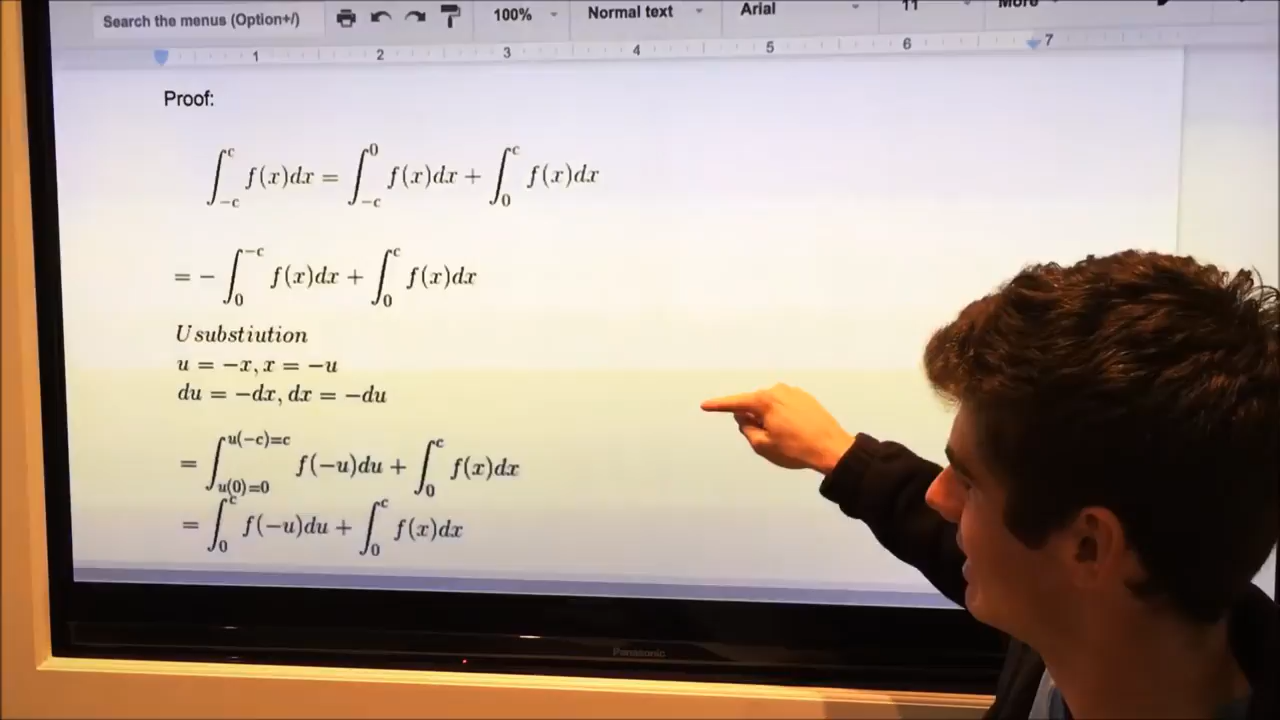 Search the menus (Option+/) 100% Normal text Arial 11 More
1 2 3 4 5 6 7
Proof:
∫_{-c}^{c} f(x)dx = ∫_{-c}^{0} f(x)dx + ∫_{0}^{c} f(x)dx
= - ∫_{0}^{-c} f(x)dx + ∫_{0}^{c} f(x)dx
U substiution
u = -x, x = -u
du = -dx, dx = -du
= ∫_{u(0)=0}^{u(-c)=c} f(-u)du + ∫_{0}^{c} f(x)dx
= ∫_{0}^{c} f(-u)du + ∫_{0}^{c} f(x)dx
Panasonic